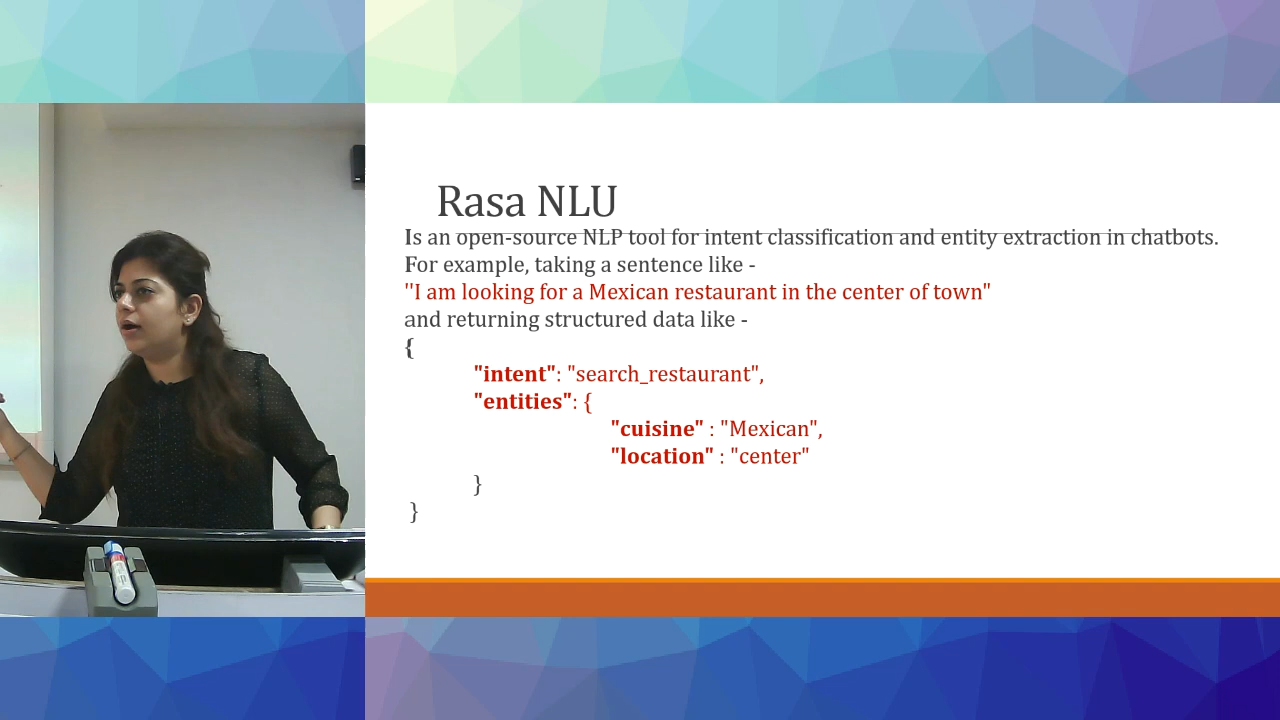 Rasa NLU
Is an open-source NLP tool for intent classification and entity extraction in chatbots.
For example, taking a sentence like -
"I am looking for a Mexican restaurant in the center of town"
and returning structured data like -
{
"intent": "search_restaurant",
"entities": {
"cuisine" : "Mexican",
"location" : "center"
}
}